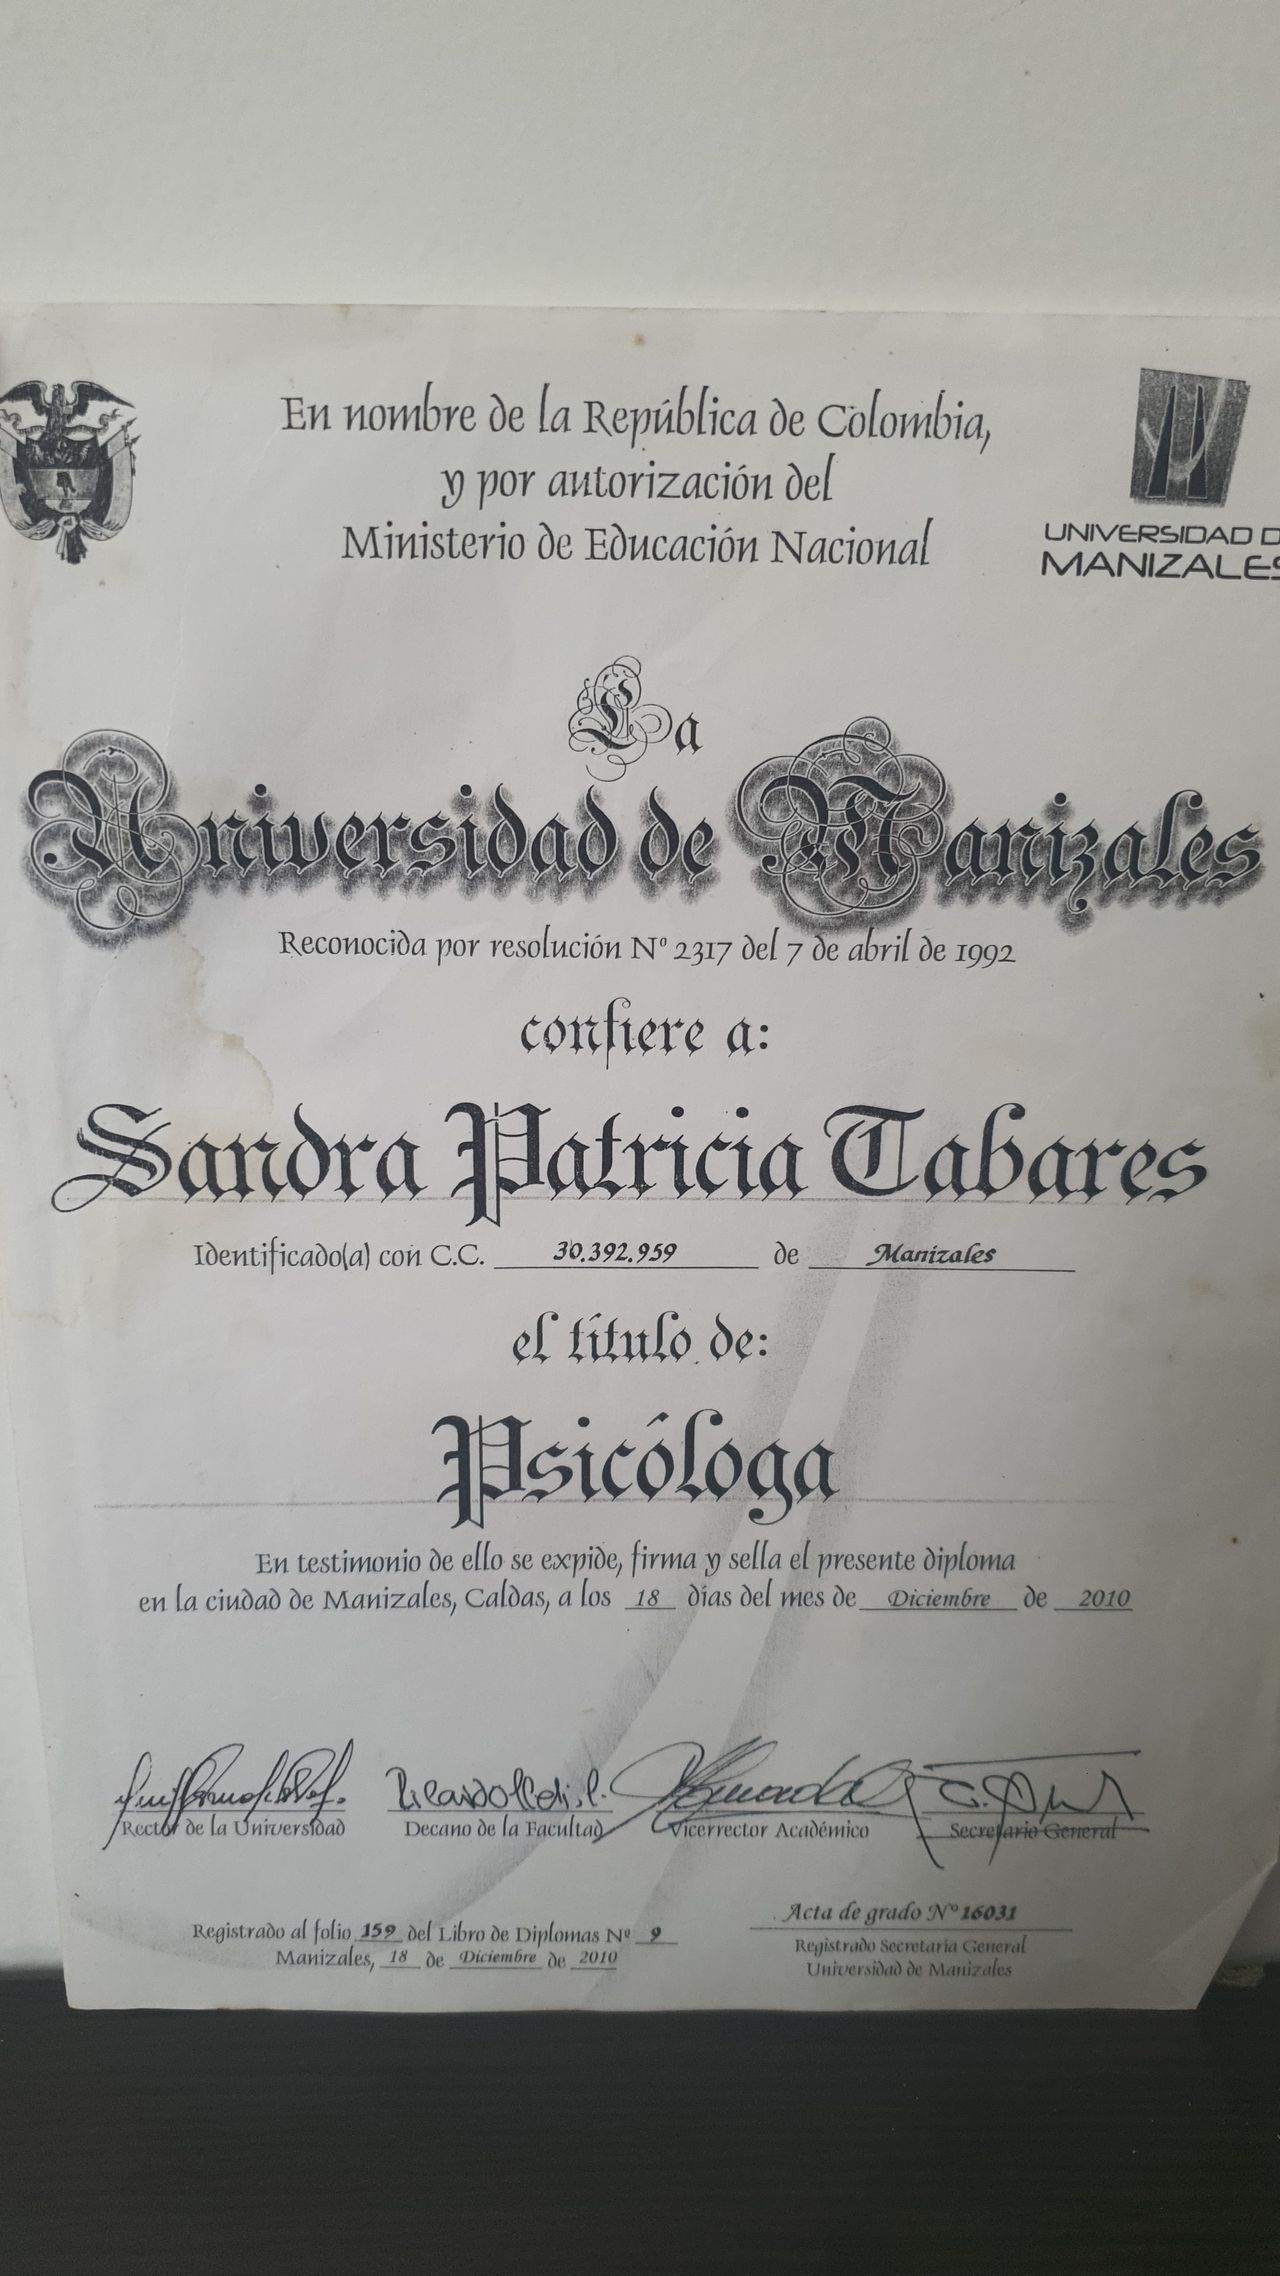 En nombre de la República de Colombia,
y por autorización del
Ministerio de Educación Nacional
UNIVERSIDAD D
MANIZALES
La
Universidad de Manizales
Reconocida por resolución Nº 2317 del 7 de abril de 1992
confiere a:
Sandra Patricia Tabares
Identificado(a) con C.C. 30.392.959 de Manizales
el título de:
Psicóloga
En testimonio de ello se expide, firma y sella el presente diploma
en la ciudad de Manizales, Caldas, a los 18 días del mes de Diciembre de 2010
Rector de la Universidad
Decano de la Facultad
Vicerrector Académico
Secretario General
Registrado al folio 159 del Libro de Diplomas Nº 9
Manizales, 18 de Diciembre de 2010
Acta de grado Nº 16031
Registrado Secretaria General
Universidad de Manizales